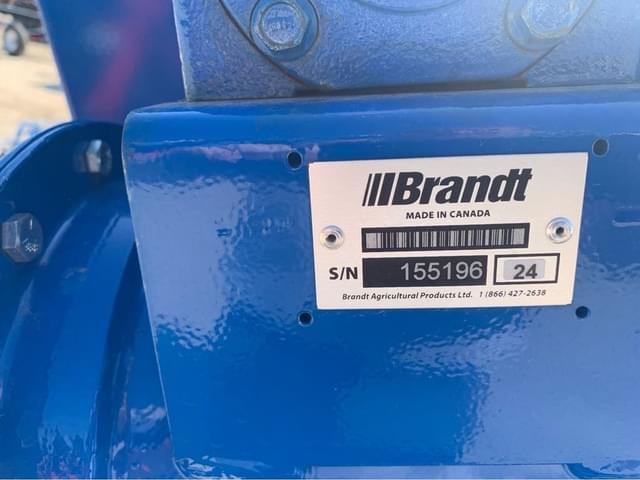 Brandt
MADE IN CANADA
S/N 155196 24
Brandt Agricultural Products Ltd. 1 (866) 427-2638